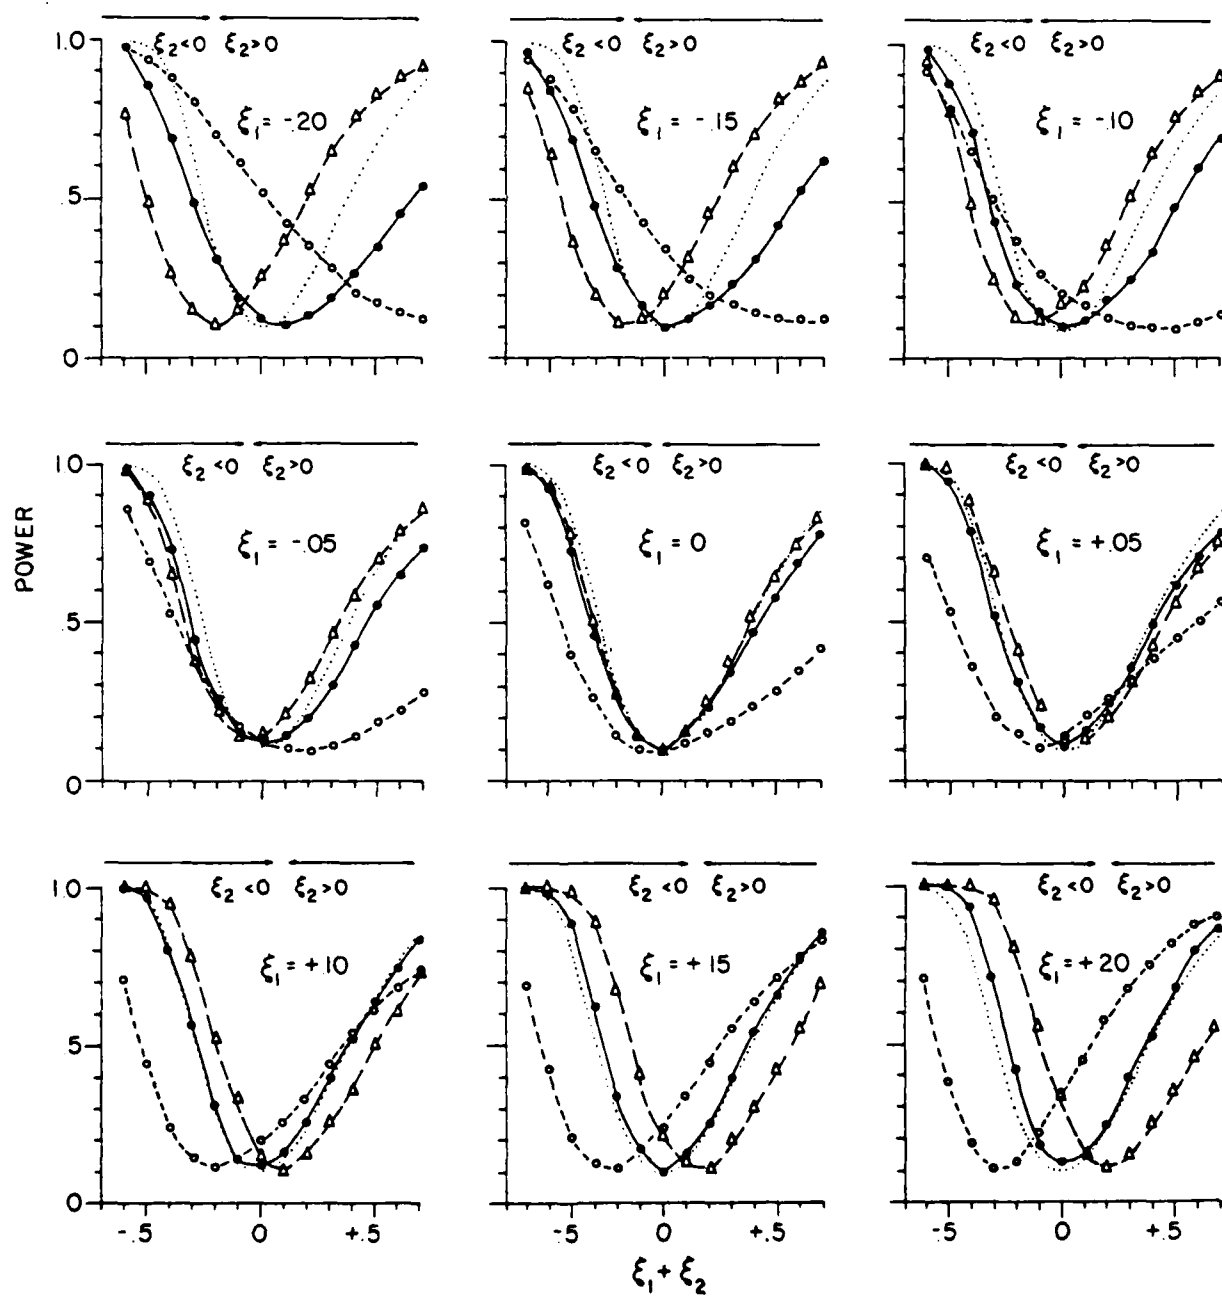 ξ₂<0 ξ₂>0
ξ₂<0 ξ₂>0
ξ₂<0 ξ₂>0
1.0
ξ₁ = -.20
ξ₁ = -.15
ξ₁ = -.10
.5
0
ξ₂<0 ξ₂>0
ξ₂<0 ξ₂>0
ξ₂<0 ξ₂>0
1.0
ξ₁ = -.05
ξ₁ = 0
ξ₁ = +.05
POWER
.5
0
ξ₂<0 ξ₂>0
ξ₂<0 ξ₂>0
ξ₂<0 ξ₂>0
1.0
ξ₁ = +.10
ξ₁ = +.15
ξ₁ = +.20
.5
0
-.5 0 +.5
-.5 0 +.5
-.5 0 +.5
ξ₁ + ξ₂